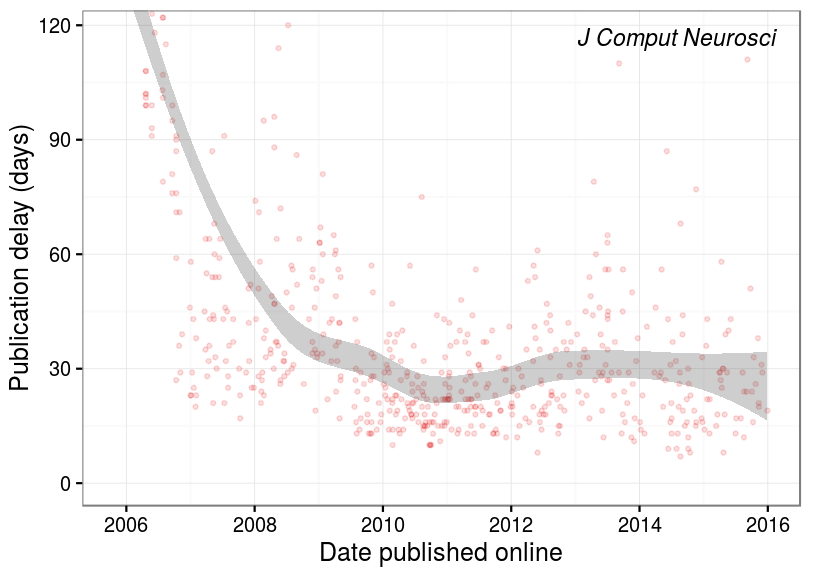 J Comput Neurosci
Publication delay (days)
120
90
60
30
0
2006 2008 2010 2012 2014 2016
Date published online